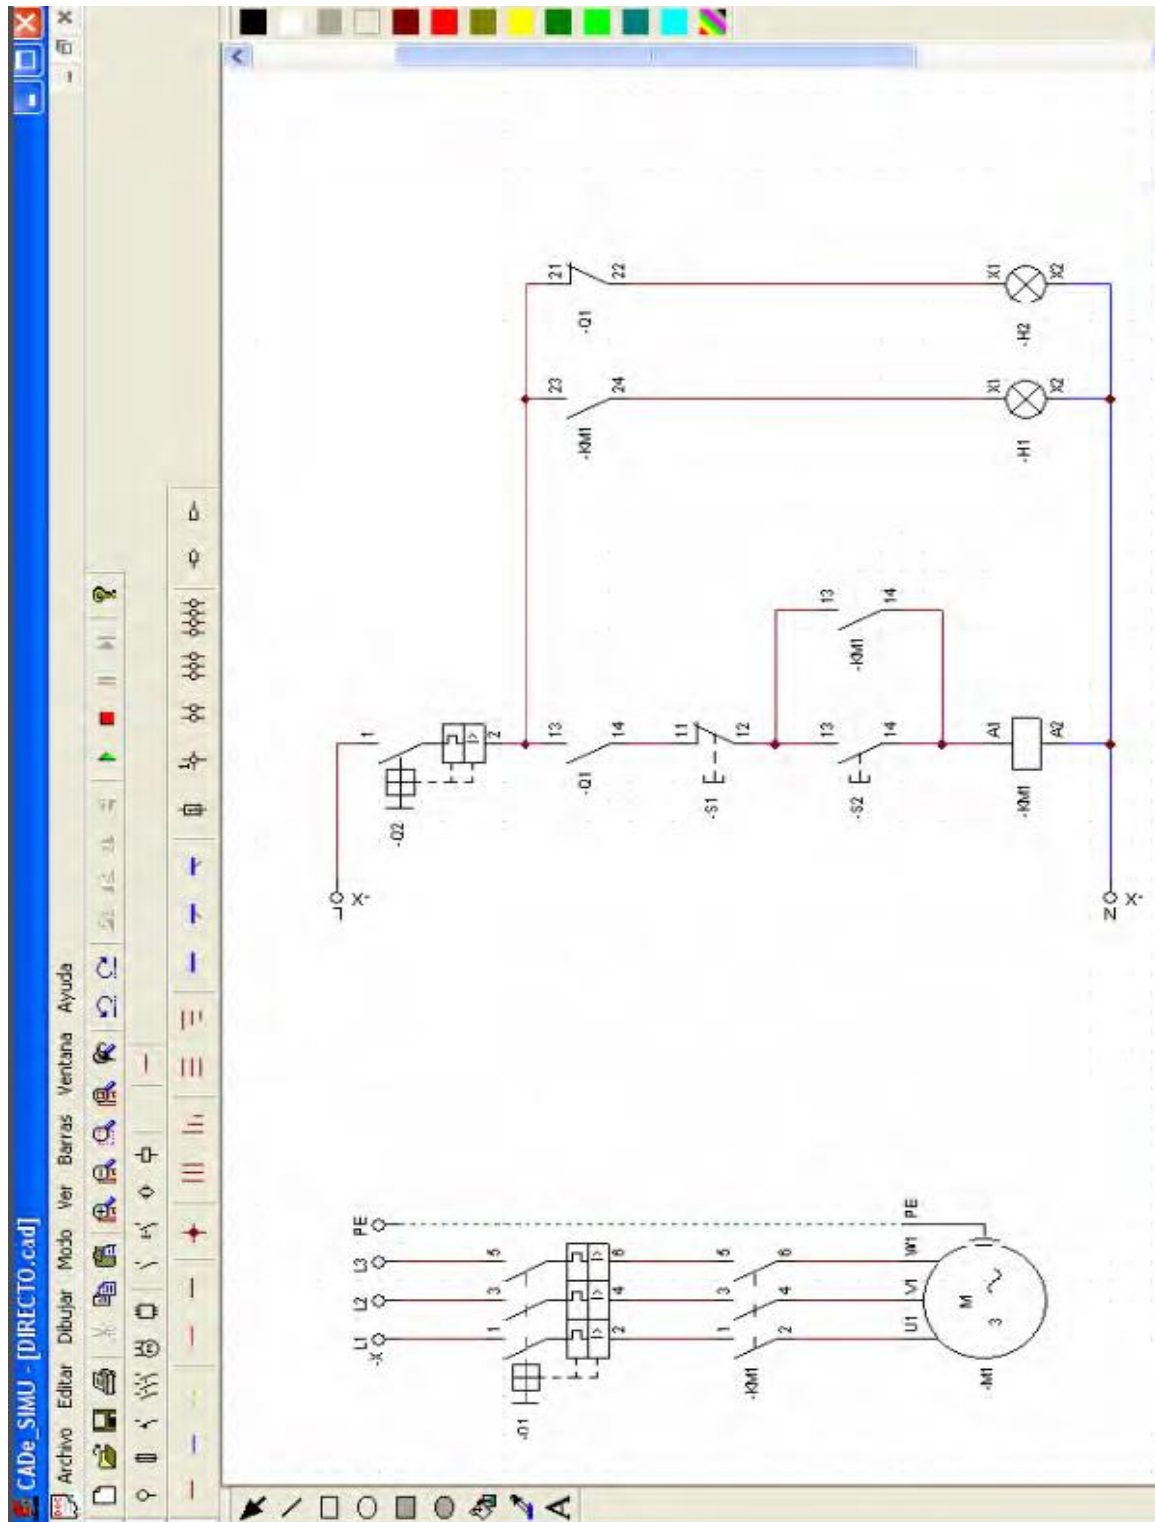 CADe_SIMU - [DIRECTO.cad]
Archivo Editar Dibujar Modo Ver Barras Ventana Ayuda
L1 L2 L3 PE
-X
-Q1
1 3 5
2 4 6
-KM1
1 3 5
2 4 6
U1 V1 W1 PE
M
3
-M1
L
X-
1
-Q2
2
13
-Q1
14
11
-S1
12
13 13
-S2 -KM1
14 14
A1
-KM1
A2
N
X-
23 21
-KM1 -Q1
24 22
X1 X1
-H1 -H2
X2 X2
A